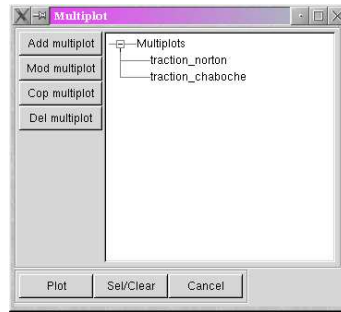 Multiplot
Add multiplot
Mod multiplot
Cop multiplot
Del multiplot
Multiplots
traction_norton
traction_chaboche
Plot
Sel/Clear
Cancel